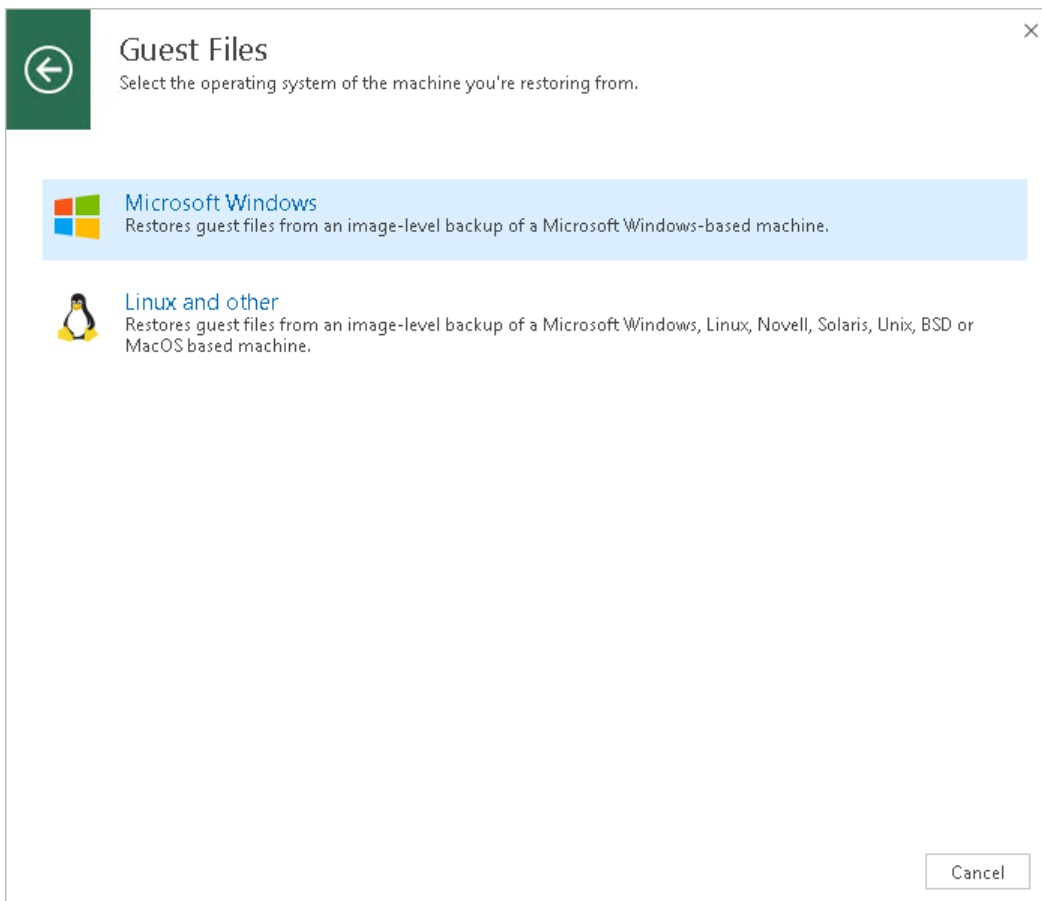 Guest Files
Select the operating system of the machine you're restoring from.
Microsoft Windows
Restores guest files from an image-level backup of a Microsoft Windows-based machine.
Linux and other
Restores guest files from an image-level backup of a Microsoft Windows, Linux, Novell, Solaris, Unix, BSD or
MacOS based machine.
Cancel